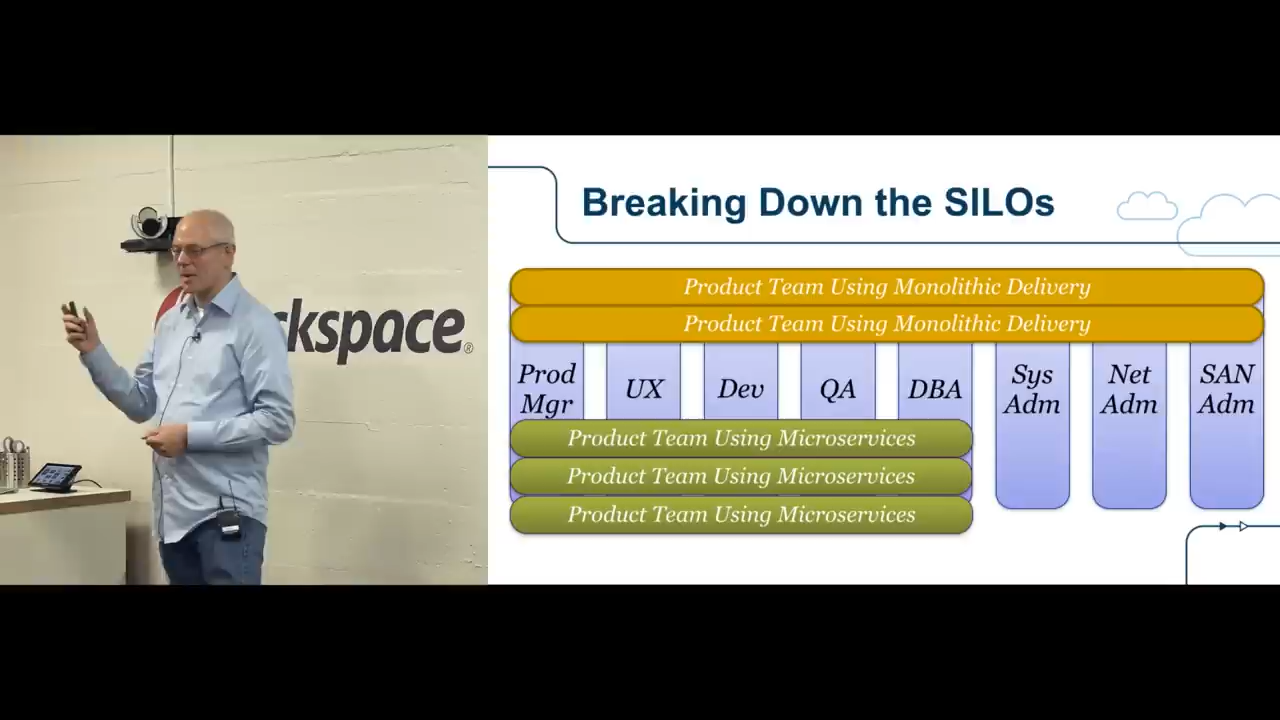 ckspace®
Breaking Down the SILOs
Product Team Using Monolithic Delivery
Product Team Using Monolithic Delivery
Prod
Mgr
UX
Dev
QA
DBA
Sys
Adm
Net
Adm
SAN
Adm
Product Team Using Microservices
Product Team Using Microservices
Product Team Using Microservices